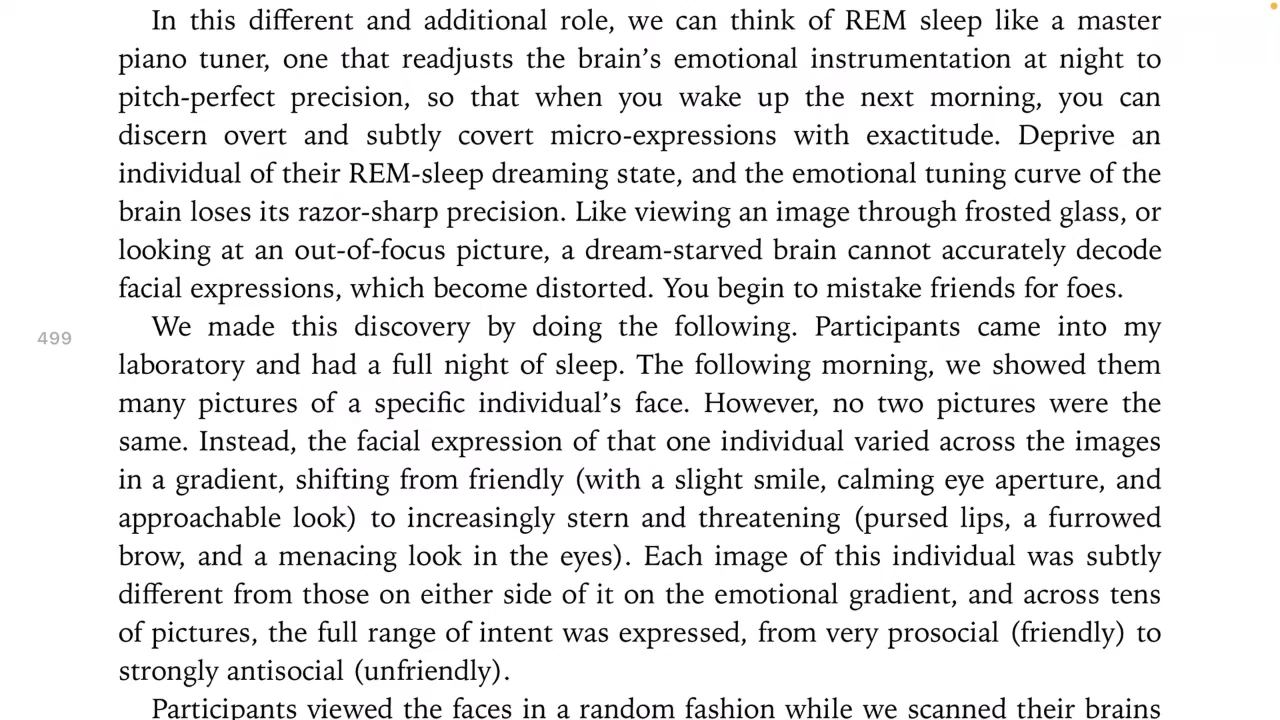 In this different and additional role, we can think of REM sleep like a master
piano tuner, one that readjusts the brain’s emotional instrumentation at night to
pitch-perfect precision, so that when you wake up the next morning, you can
discern overt and subtly covert micro-expressions with exactitude. Deprive an
individual of their REM-sleep dreaming state, and the emotional tuning curve of the
brain loses its razor-sharp precision. Like viewing an image through frosted glass, or
looking at an out-of-focus picture, a dream-starved brain cannot accurately decode
facial expressions, which become distorted. You begin to mistake friends for foes.
499
We made this discovery by doing the following. Participants came into my
laboratory and had a full night of sleep. The following morning, we showed them
many pictures of a specific individual’s face. However, no two pictures were the
same. Instead, the facial expression of that one individual varied across the images
in a gradient, shifting from friendly (with a slight smile, calming eye aperture, and
approachable look) to increasingly stern and threatening (pursed lips, a furrowed
brow, and a menacing look in the eyes). Each image of this individual was subtly
different from those on either side of it on the emotional gradient, and across tens
of pictures, the full range of intent was expressed, from very prosocial (friendly) to
strongly antisocial (unfriendly).
Participants viewed the faces in a random fashion while we scanned their brains